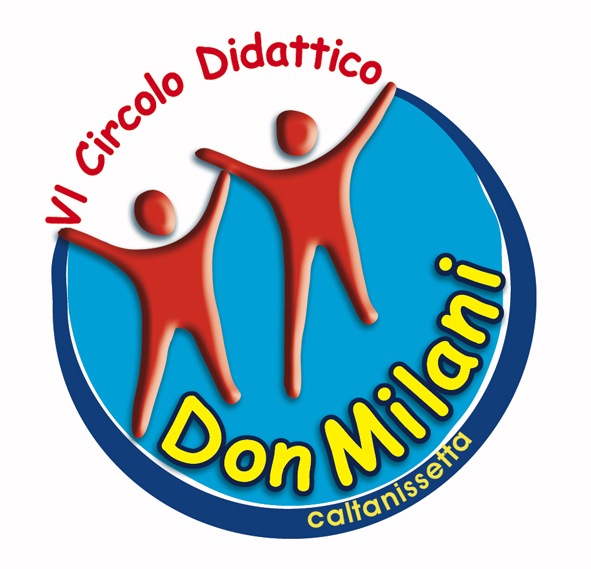 VI Circolo Didattico
Don Milani
caltanissetta